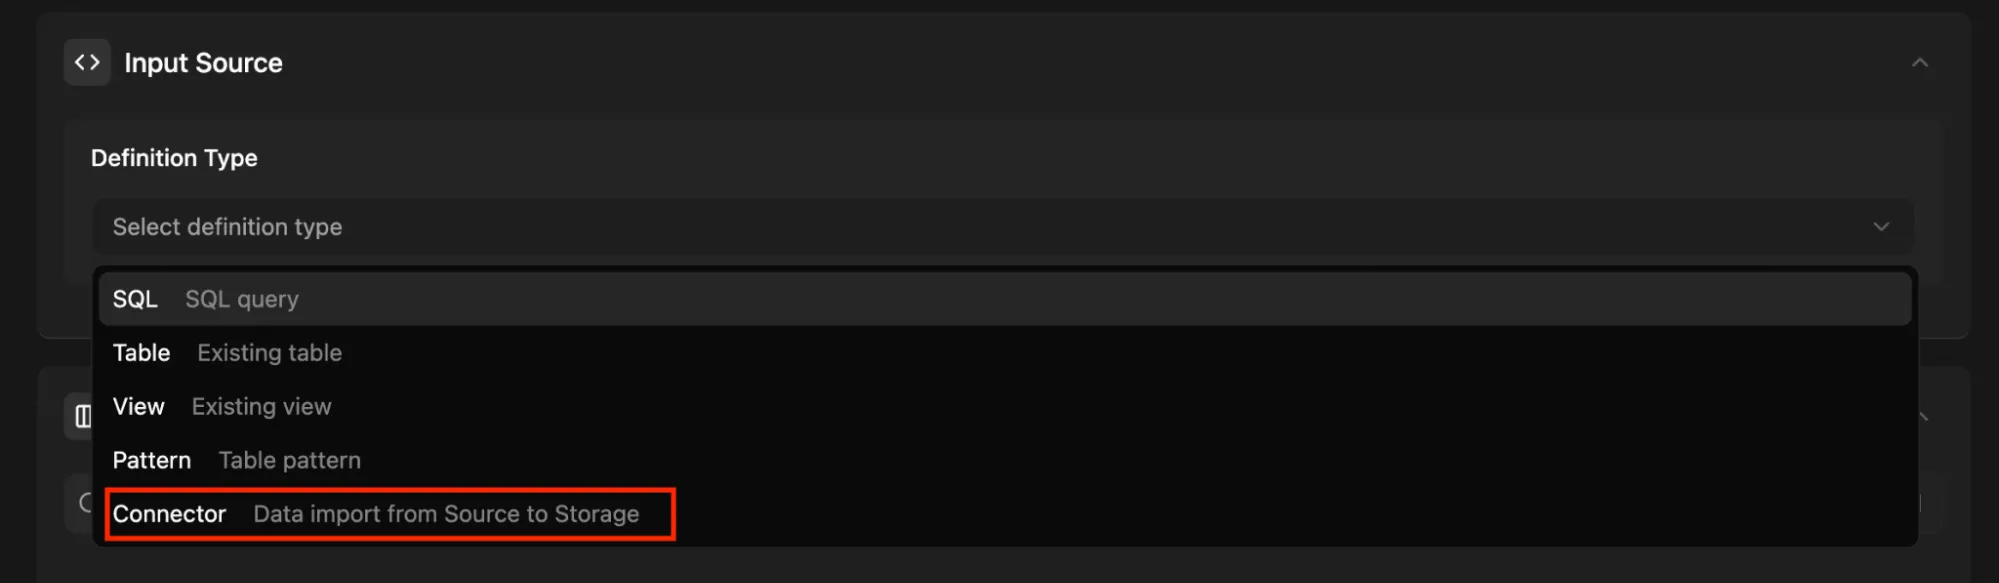 Input Source
Definition Type
Select definition type
SQL SQL query
Table Existing table
View Existing view
Pattern Table pattern
Connector Data import from Source to Storage